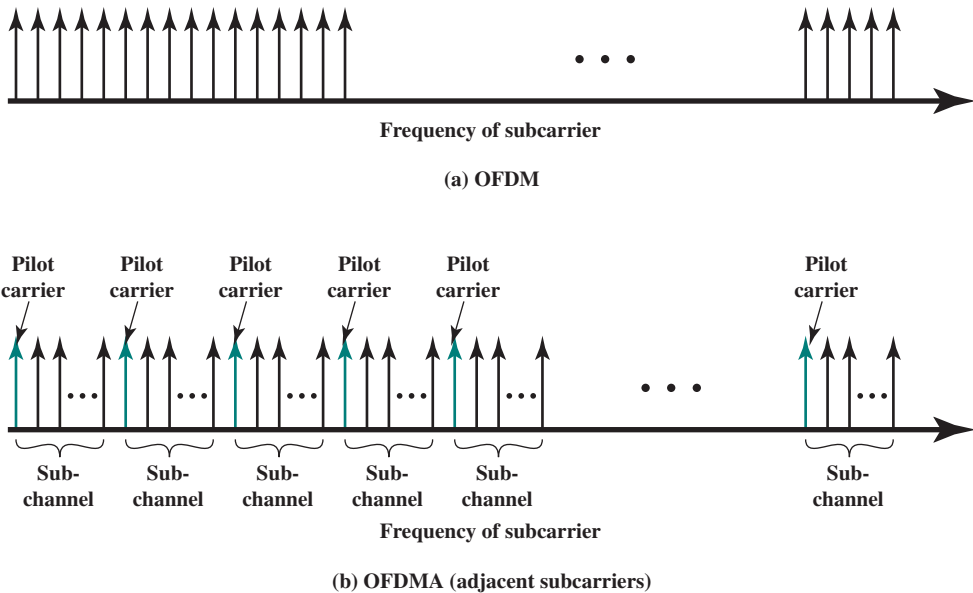 Frequency of subcarrier
(a) OFDM
Pilot
carrier
Pilot
carrier
Pilot
carrier
Pilot
carrier
Pilot
carrier
Pilot
carrier
Sub-
channel
Sub-
channel
Sub-
channel
Sub-
channel
Sub-
channel
Sub-
channel
Frequency of subcarrier
(b) OFDMA (adjacent subcarriers)